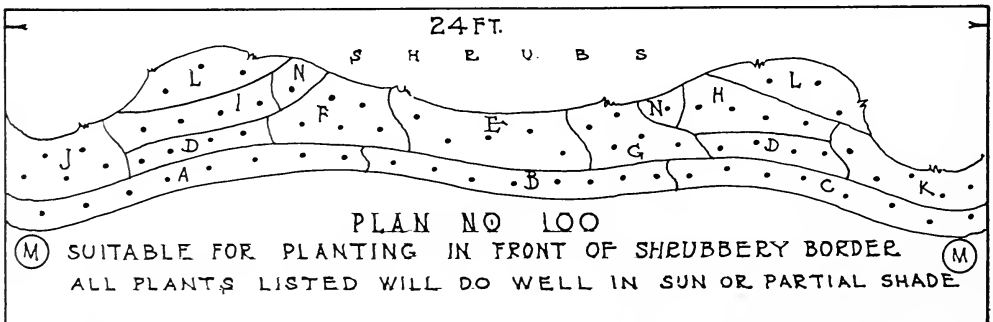 24 FT.
S H R U B S
L N L
I H
N
F E
J D G D
A B C K
PLAN NO 100
M SUITABLE FOR PLANTING IN FRONT OF SHRUBBERY BORDER M
ALL PLANTS LISTED WILL DO WELL IN SUN OR PARTIAL SHADE